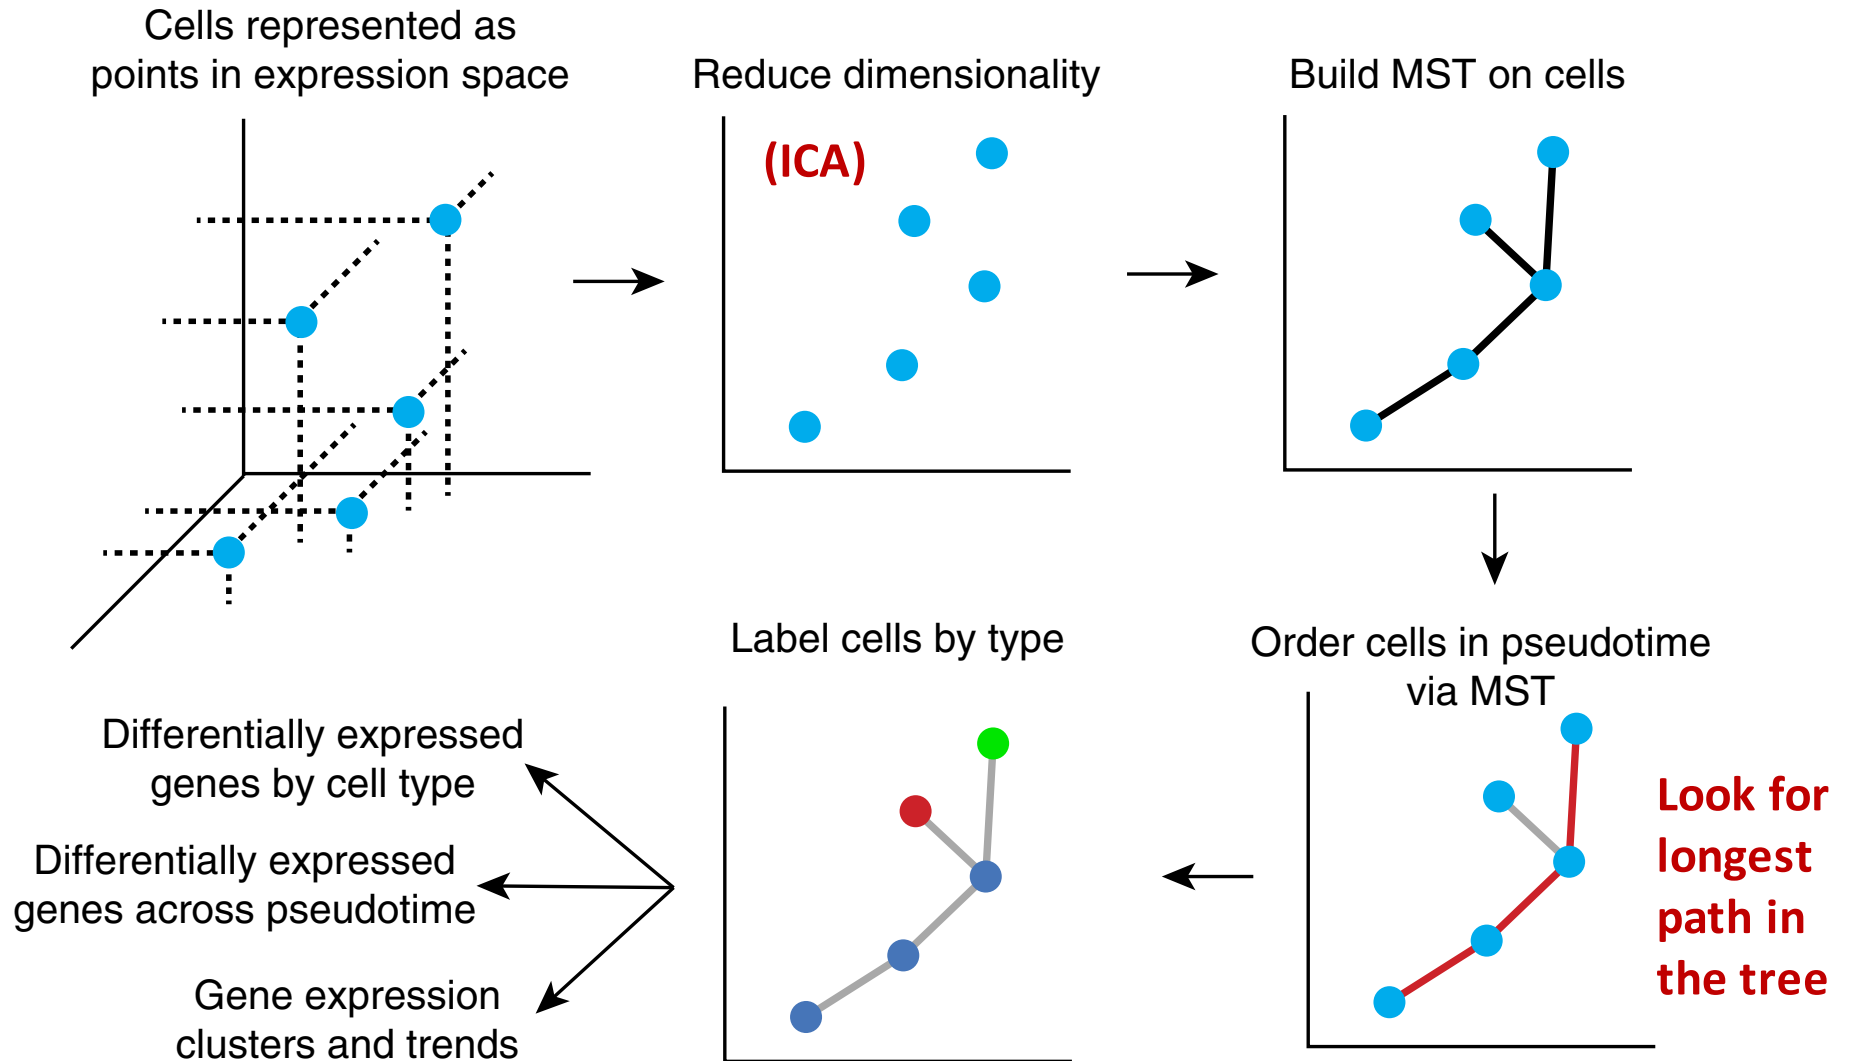 Cells represented as
points in expression space
Reduce dimensionality
(ICA)
Build MST on cells
Order cells in pseudotime
via MST
Look for
longest
path in
the tree
Label cells by type
Differentially expressed
genes by cell type
Differentially expressed
genes across pseudotime
Gene expression
clusters and trends